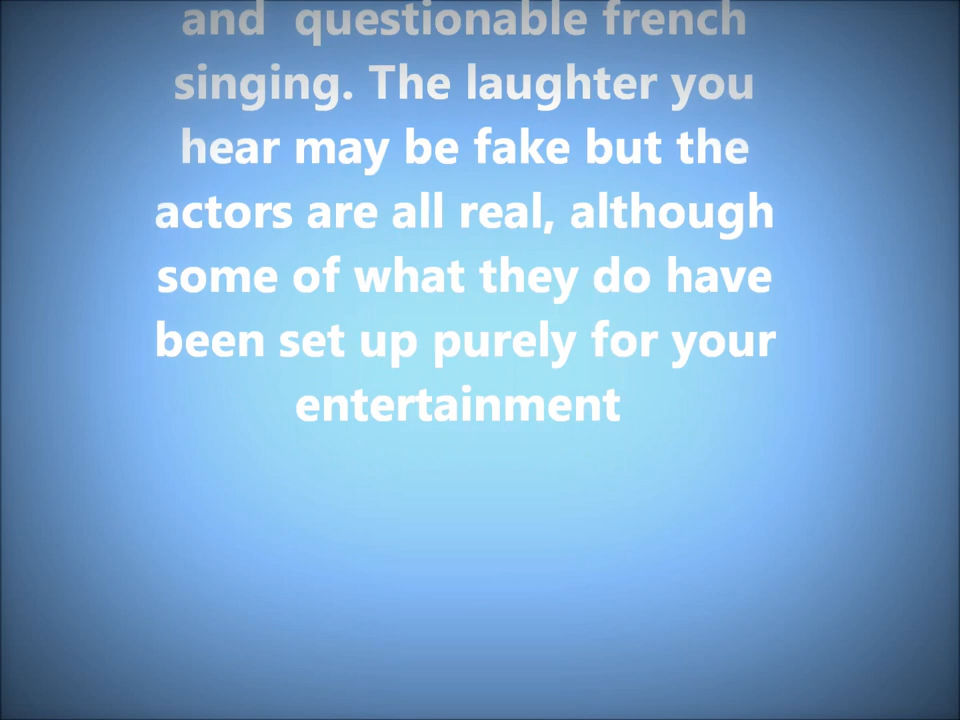 and  questionable french
singing. The laughter you
hear may be fake but the
actors are all real, although
some of what they do have
been set up purely for your
entertainment